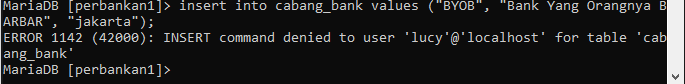 MariaDB [perbankan1]> insert into cabang_bank values ("BYOB", "Bank Yang Orangnya B
ARBAR", "jakarta");
ERROR 1142 (42000): INSERT command denied to user 'lucy'@'localhost' for table 'cab
ang_bank'
MariaDB [perbankan1]>